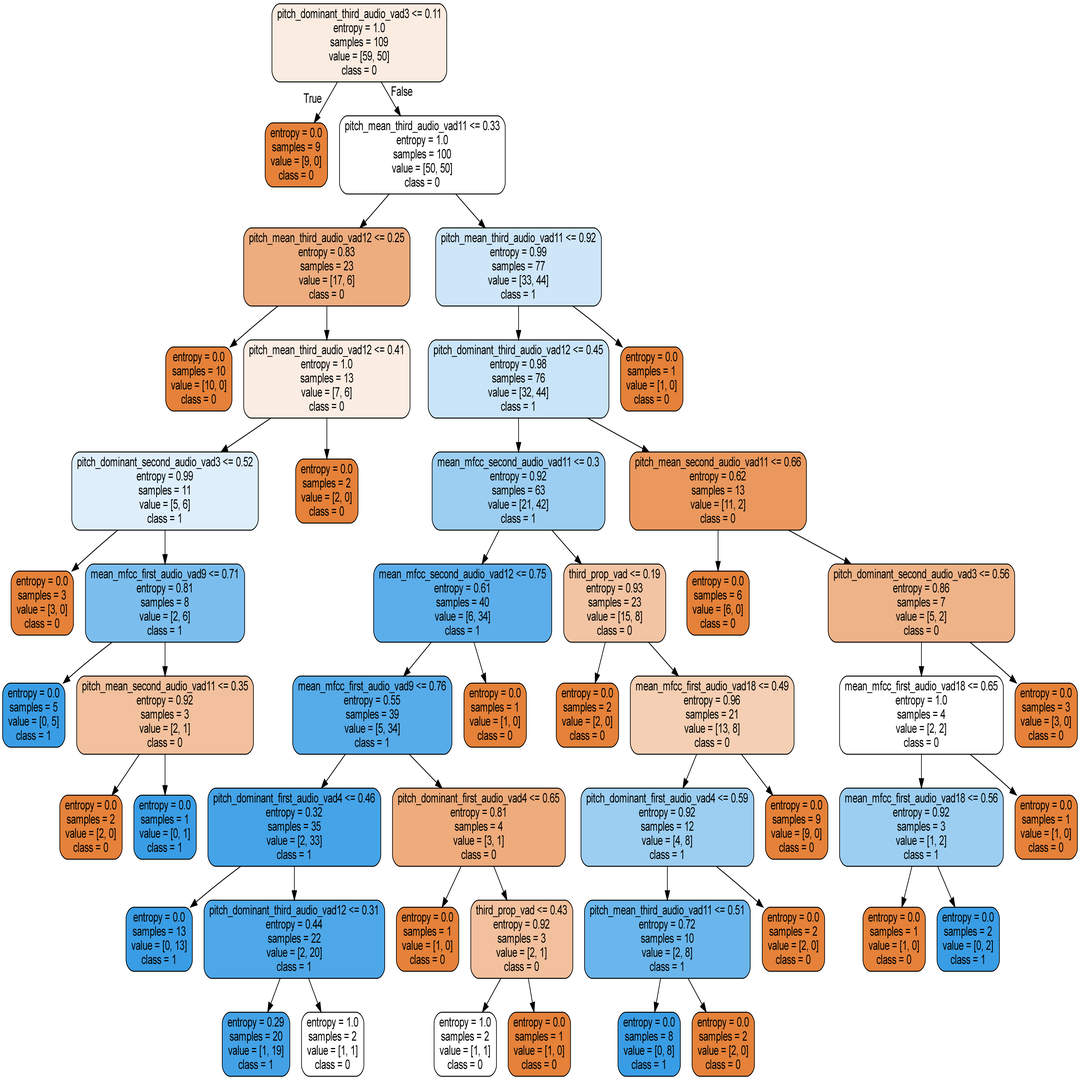 pitch_dominant_third_audio_vad3 <= 0.11
entropy = 1.0
samples = 109
value = [59, 50]
class = 0
True
False
entropy = 0.0
samples = 9
value = [9, 0]
class = 0
pitch_mean_third_audio_vad11 <= 0.33
entropy = 1.0
samples = 100
value = [50, 50]
class = 0
pitch_mean_third_audio_vad12 <= 0.25
entropy = 0.83
samples = 23
value = [17, 6]
class = 0
pitch_mean_third_audio_vad11 <= 0.92
entropy = 0.99
samples = 77
value = [33, 44]
class = 1
entropy = 0.0
samples = 10
value = [10, 0]
class = 0
pitch_mean_third_audio_vad12 <= 0.41
entropy = 1.0
samples = 13
value = [7, 6]
class = 0
pitch_dominant_third_audio_vad12 <= 0.45
entropy = 0.98
samples = 76
value = [32, 44]
class = 1
entropy = 0.0
samples = 1
value = [1, 0]
class = 0
pitch_dominant_second_audio_vad3 <= 0.52
entropy = 0.99
samples = 11
value = [5, 6]
class = 1
entropy = 0.0
samples = 2
value = [2, 0]
class = 0
mean_mfcc_second_audio_vad11 <= 0.3
entropy = 0.92
samples = 63
value = [21, 42]
class = 1
pitch_mean_second_audio_vad11 <= 0.66
entropy = 0.62
samples = 13
value = [11, 2]
class = 0
entropy = 0.0
samples = 3
value = [3, 0]
class = 0
mean_mfcc_first_audio_vad9 <= 0.71
entropy = 0.81
samples = 8
value = [2, 6]
class = 1
mean_mfcc_second_audio_vad12 <= 0.75
entropy = 0.61
samples = 40
value = [6, 34]
class = 1
third_prop_vad <= 0.19
entropy = 0.93
samples = 23
value = [15, 8]
class = 0
entropy = 0.0
samples = 6
value = [6, 0]
class = 0
pitch_dominant_second_audio_vad3 <= 0.56
entropy = 0.86
samples = 7
value = [5, 2]
class = 0
entropy = 0.0
samples = 5
value = [0, 5]
class = 1
pitch_mean_second_audio_vad11 <= 0.35
entropy = 0.92
samples = 3
value = [2, 1]
class = 0
mean_mfcc_first_audio_vad9 <= 0.76
entropy = 0.55
samples = 39
value = [5, 34]
class = 1
entropy = 0.0
samples = 1
value = [1, 0]
class = 0
entropy = 0.0
samples = 2
value = [2, 0]
class = 0
mean_mfcc_first_audio_vad18 <= 0.49
entropy = 0.96
samples = 21
value = [13, 8]
class = 0
mean_mfcc_first_audio_vad18 <= 0.65
entropy = 1.0
samples = 4
value = [2, 2]
class = 0
entropy = 0.0
samples = 3
value = [3, 0]
class = 0
entropy = 0.0
samples = 2
value = [2, 0]
class = 0
entropy = 0.0
samples = 1
value = [0, 1]
class = 1
pitch_dominant_first_audio_vad4 <= 0.46
entropy = 0.32
samples = 35
value = [2, 33]
class = 1
pitch_dominant_first_audio_vad4 <= 0.65
entropy = 0.81
samples = 4
value = [3, 1]
class = 0
pitch_dominant_first_audio_vad4 <= 0.59
entropy = 0.92
samples = 12
value = [4, 8]
class = 1
entropy = 0.0
samples = 9
value = [9, 0]
class = 0
mean_mfcc_first_audio_vad18 <= 0.56
entropy = 0.92
samples = 3
value = [1, 2]
class = 1
entropy = 0.0
samples = 1
value = [1, 0]
class = 0
entropy = 0.0
samples = 13
value = [0, 13]
class = 1
pitch_dominant_third_audio_vad12 <= 0.31
entropy = 0.44
samples = 22
value = [2, 20]
class = 1
entropy = 0.0
samples = 1
value = [1, 0]
class = 0
third_prop_vad <= 0.43
entropy = 0.92
samples = 3
value = [2, 1]
class = 0
pitch_mean_third_audio_vad11 <= 0.51
entropy = 0.72
samples = 10
value = [2, 8]
class = 1
entropy = 0.0
samples = 2
value = [2, 0]
class = 0
entropy = 0.0
samples = 1
value = [1, 0]
class = 0
entropy = 0.0
samples = 2
value = [0, 2]
class = 1
entropy = 0.29
samples = 20
value = [1, 19]
class = 1
entropy = 1.0
samples = 2
value = [1, 1]
class = 0
entropy = 1.0
samples = 2
value = [1, 1]
class = 0
entropy = 0.0
samples = 1
value = [1, 0]
class = 0
entropy = 0.0
samples = 8
value = [0, 8]
class = 1
entropy = 0.0
samples = 2
value = [2, 0]
class = 0